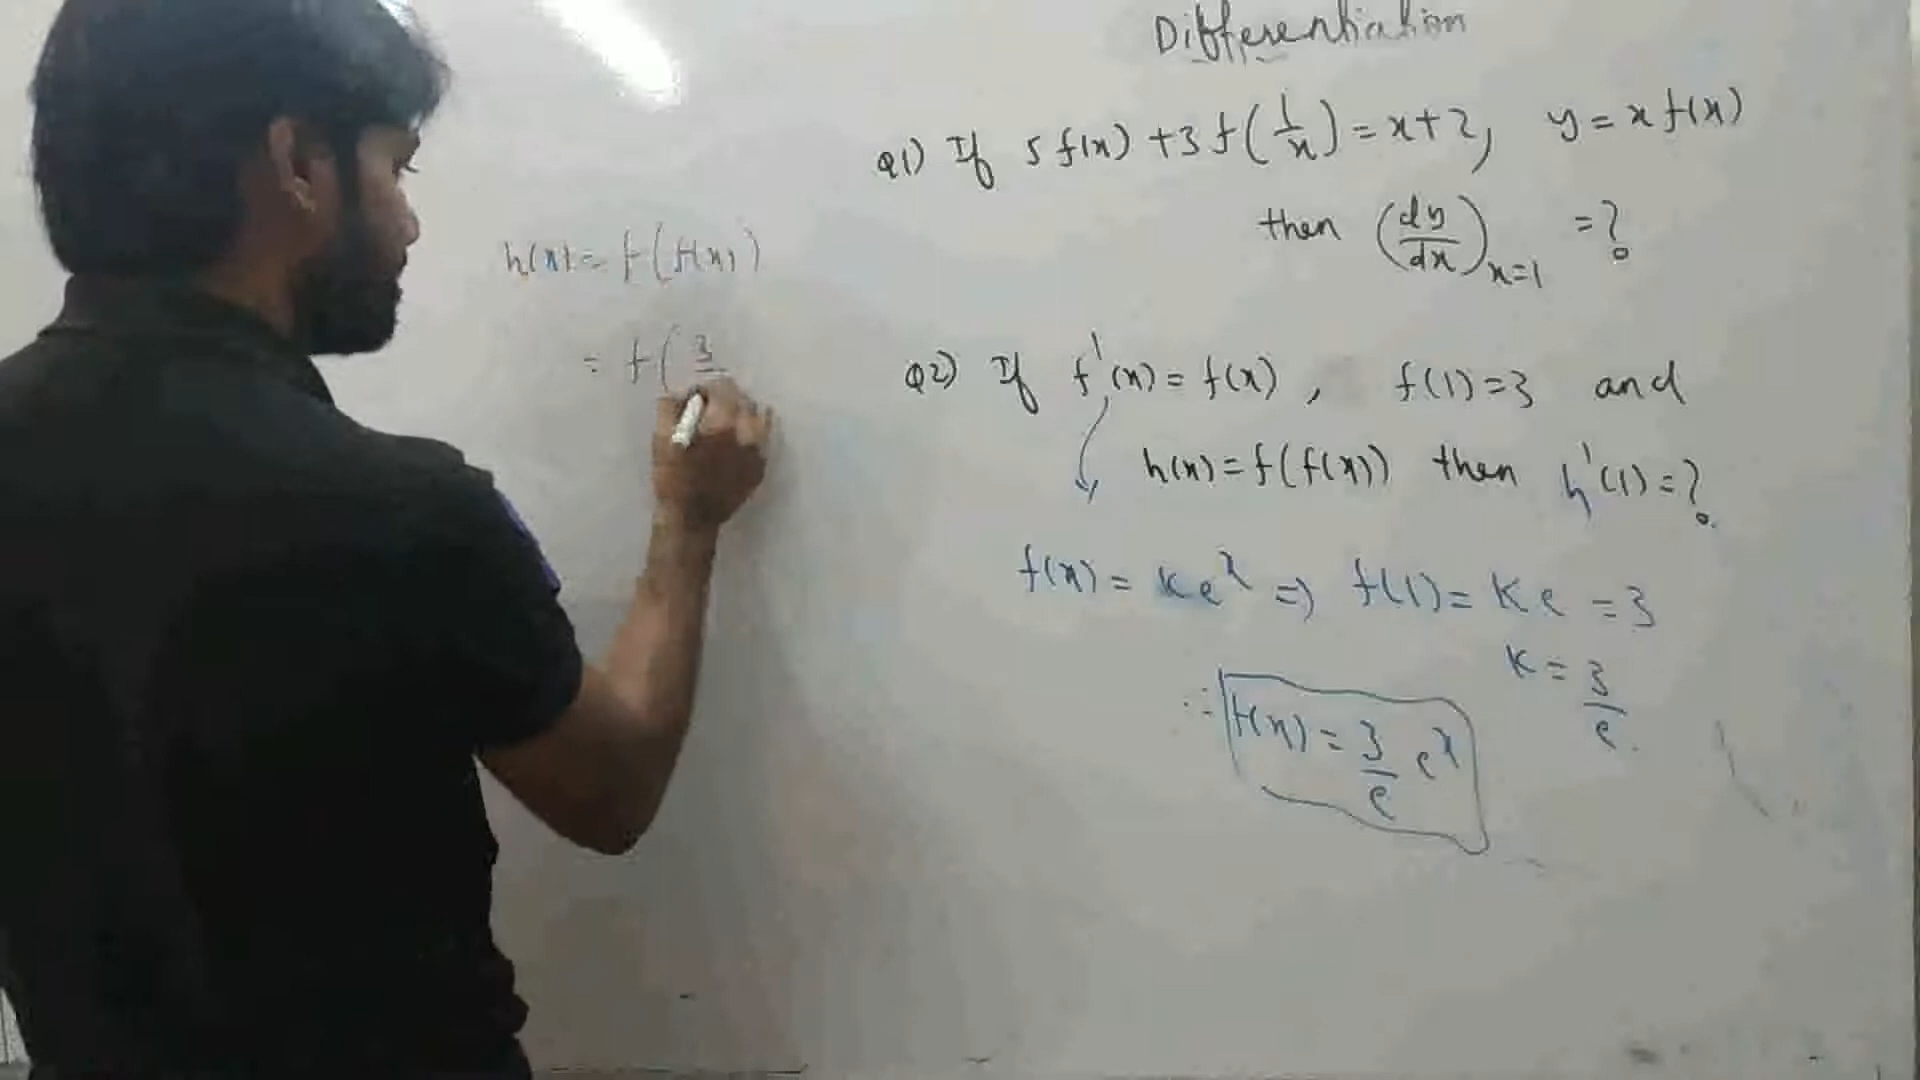 Differentiation
Q1) If 5 f(x) + 3 f(1/x) = x+2, y = x f(x)
then (dy/dx)x=1 = ?
Q2) If f'(x) = f(x), f(1)=3 and
h(x) = f(f(x)) then h'(1) = ?
f(x) = Ke^x => f(1) = Ke = 3
K = 3/e.
∴ f(x) = 3/e e^x
h(x) = f(f(x))
= f( 3